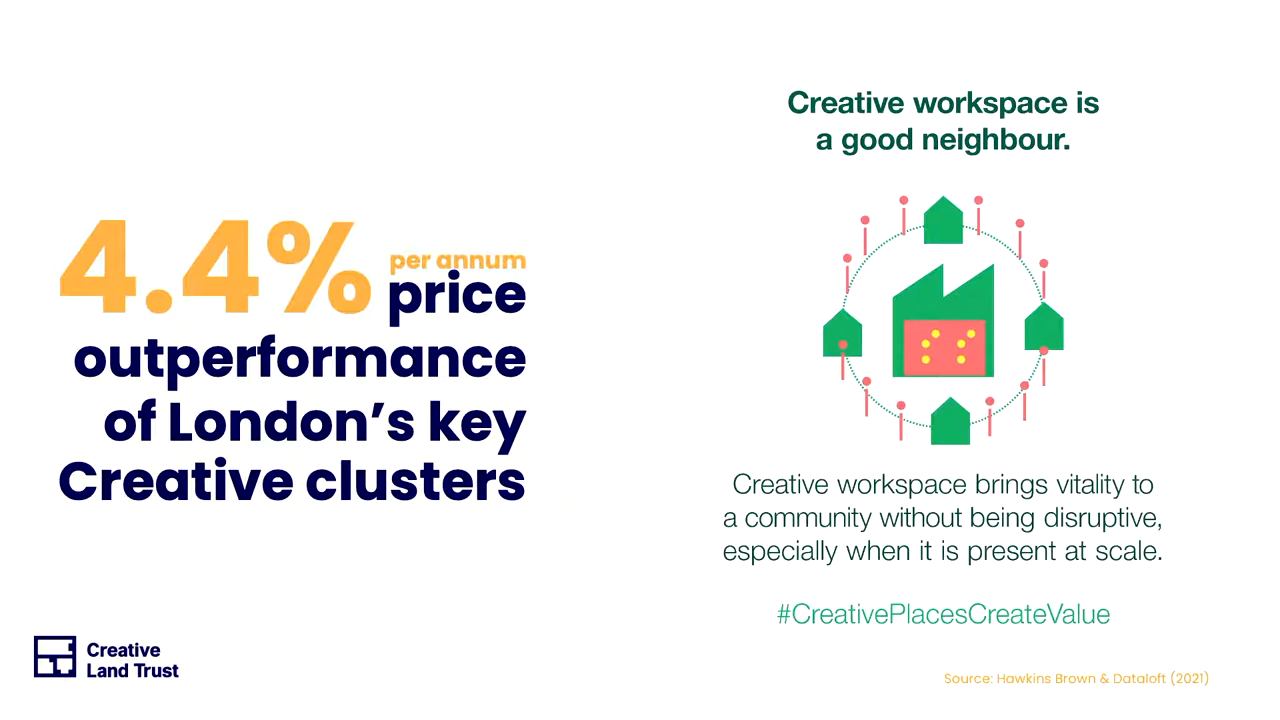 4.4% per annum
price
outperformance
of London's key
Creative clusters
Creative
Land Trust
Creative workspace is
a good neighbour.
Creative workspace brings vitality to
a community without being disruptive,
especially when it is present at scale.
#CreativePlacesCreateValue
Source: Hawkins Brown & Dataloft (2021)